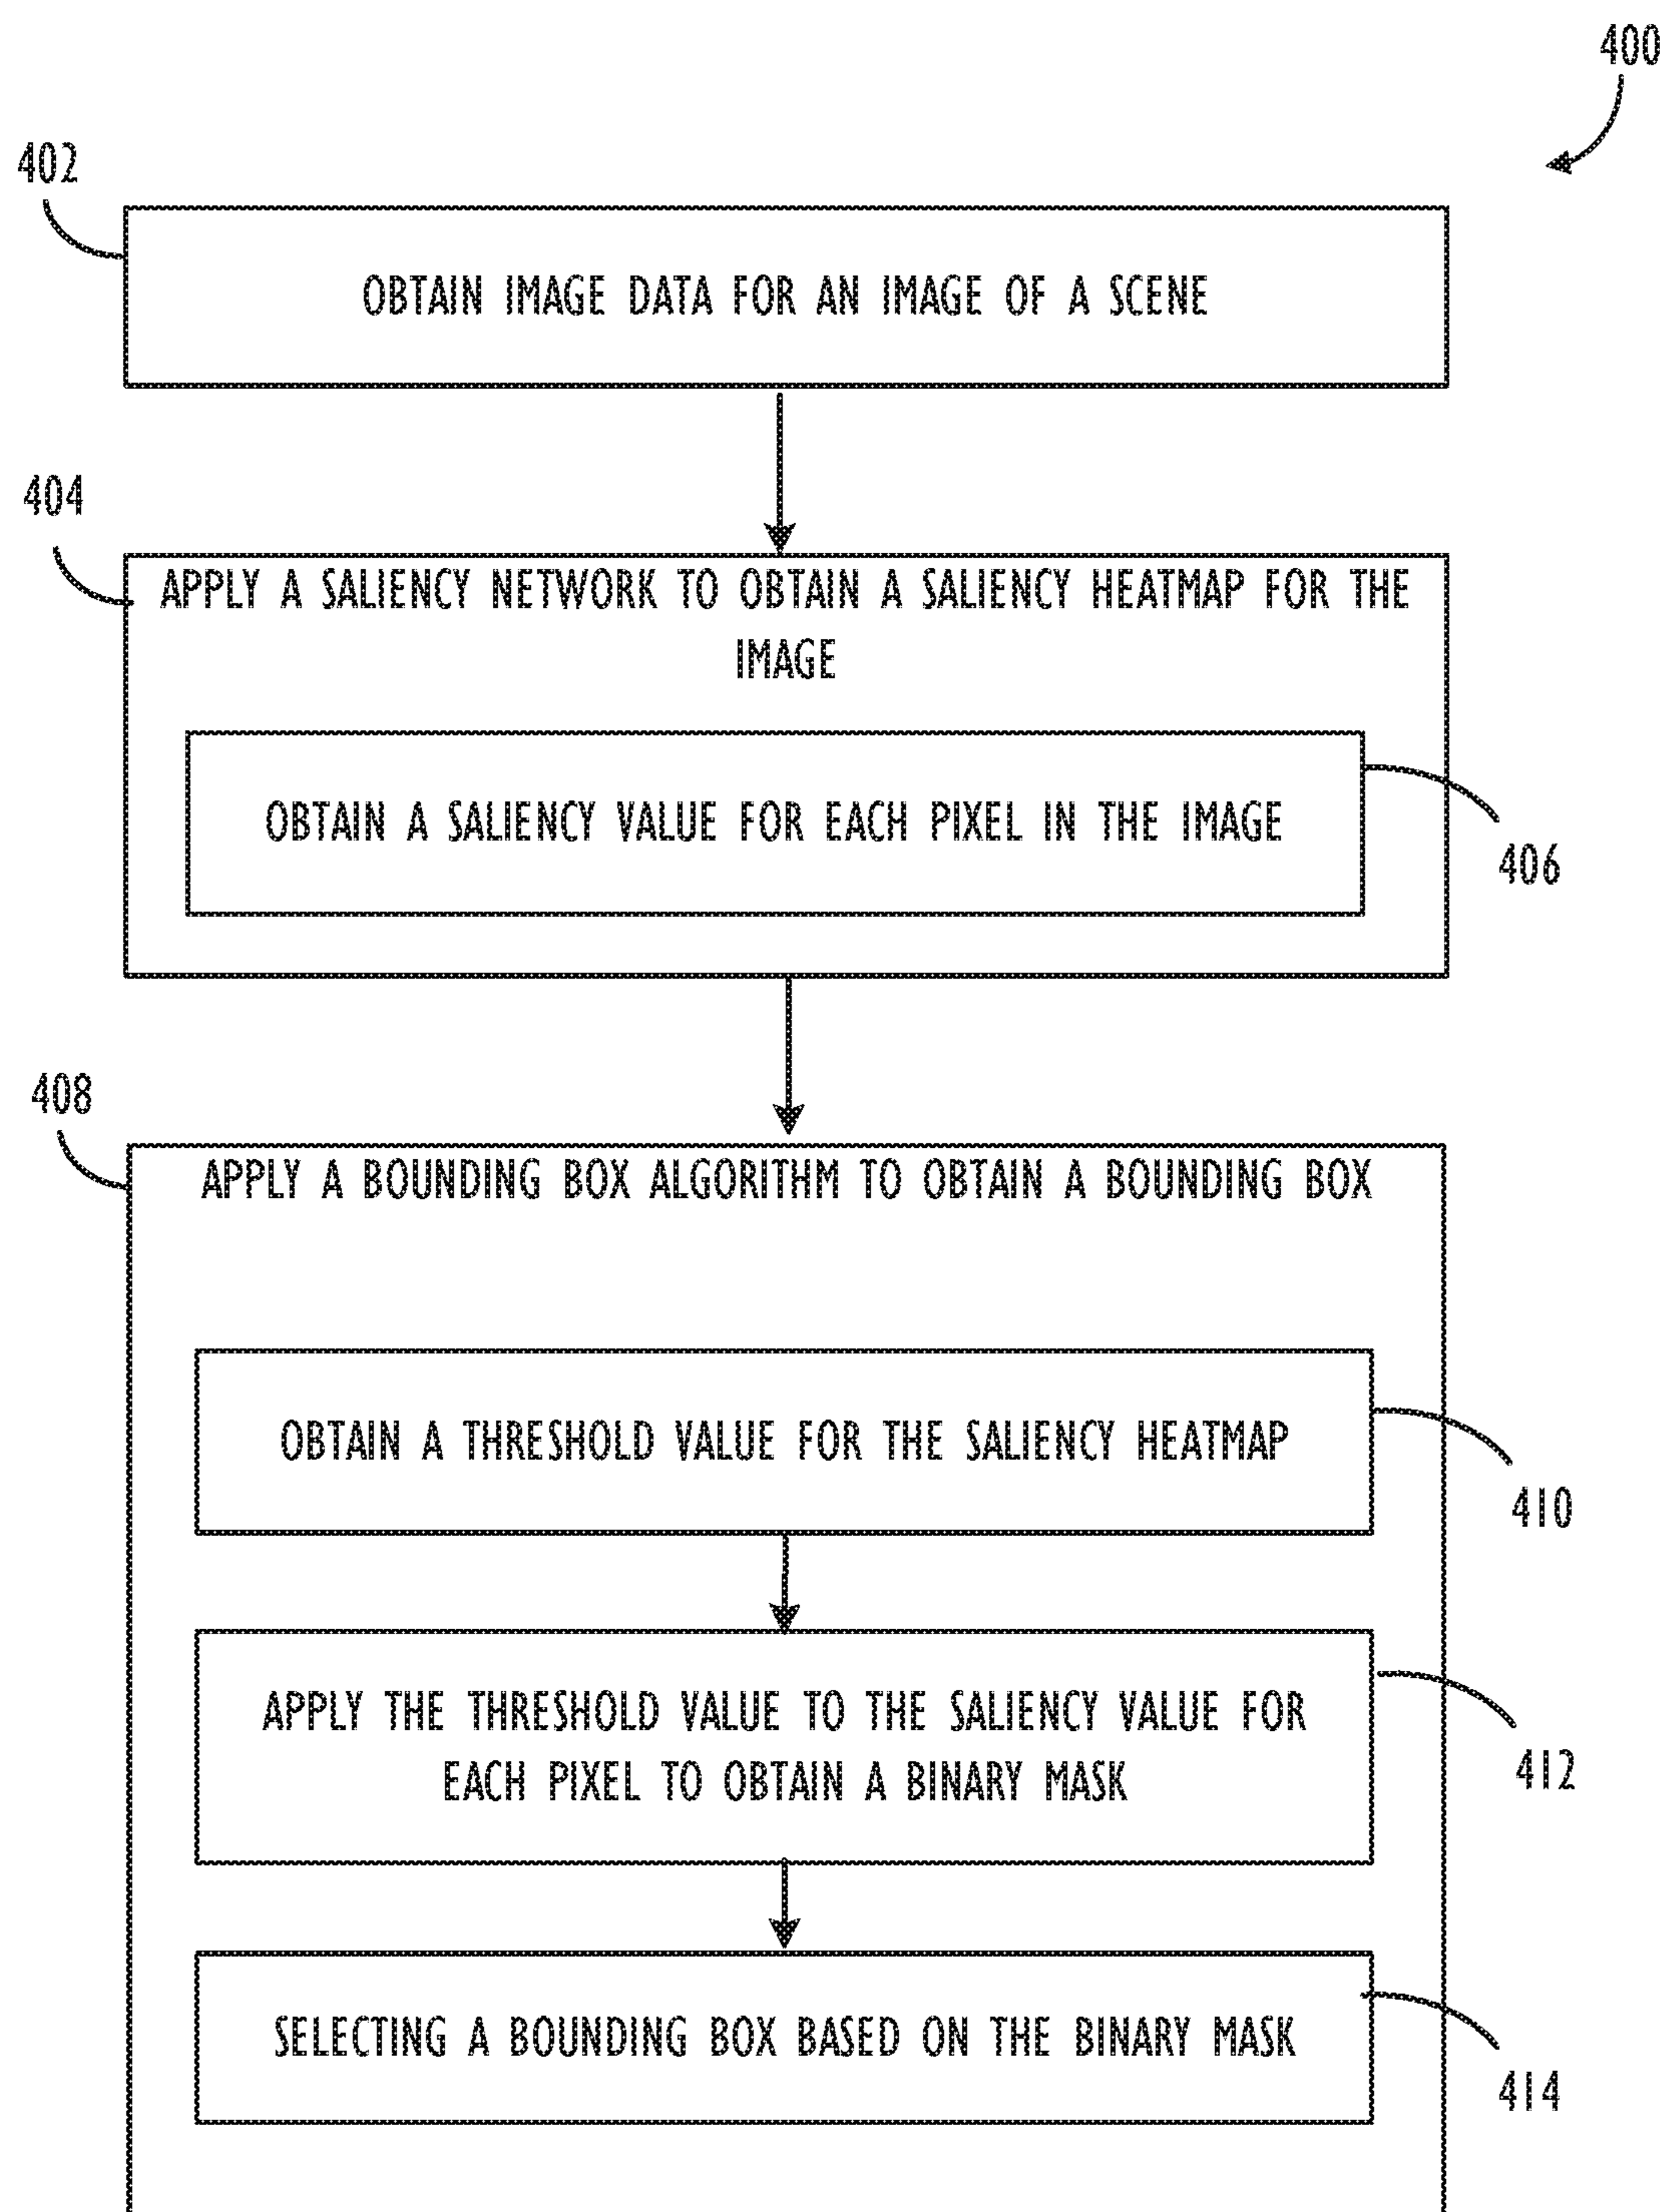 400
402
OBTAIN IMAGE DATA FOR AN IMAGE OF A SCENE
404
APPLY A SALIENCY NETWORK TO OBTAIN A SALIENCY HEATMAP FOR THE
IMAGE
OBTAIN A SALIENCY VALUE FOR EACH PIXEL IN THE IMAGE
406
408
APPLY A BOUNDING BOX ALGORITHM TO OBTAIN A BOUNDING BOX
OBTAIN A THRESHOLD VALUE FOR THE SALIENCY HEATMAP
410
APPLY THE THRESHOLD VALUE TO THE SALIENCY VALUE FOR
EACH PIXEL TO OBTAIN A BINARY MASK
412
SELECTING A BOUNDING BOX BASED ON THE BINARY MASK
414